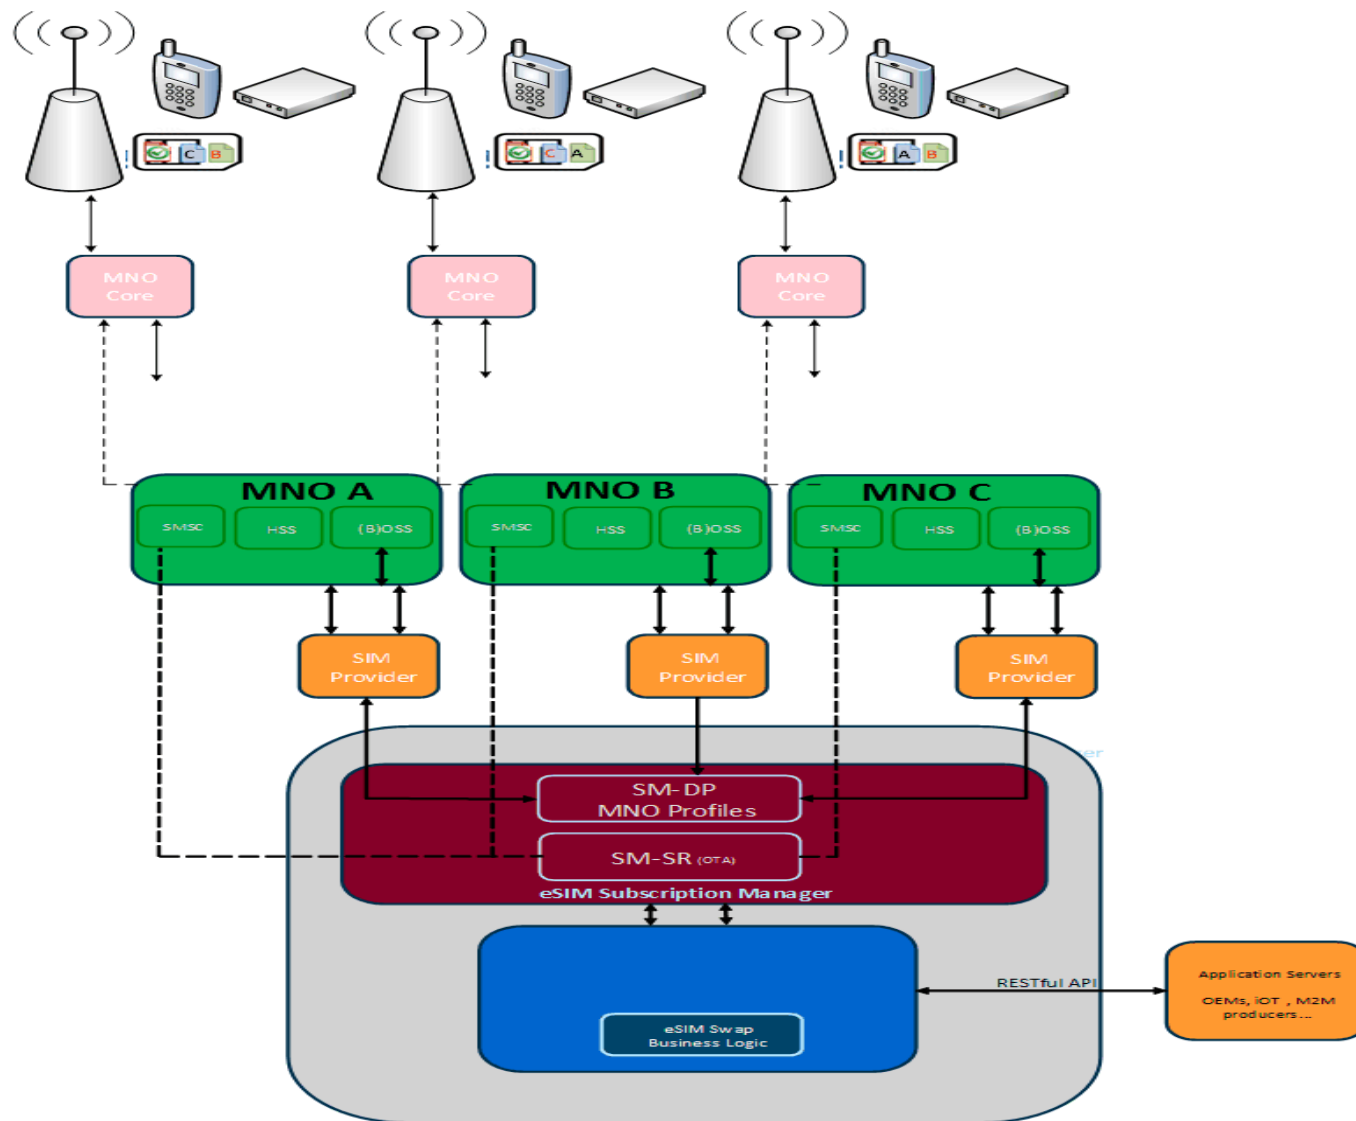 C B
C A
A B
MNO
Core
MNO
Core
MNO
Core
MNO A
MNO B
MNO C
SMSC
HSS
(B)OSS
SMSC
HSS
(B)OSS
SMSC
HSS
(B)OSS
SIM
Provider
SIM
Provider
SIM
Provider
SM-DP
MNO Profiles
SM-SR (OTA)
eSIM Subscription Manager
RESTful API
Application Servers
OEMs, iOT , M2M
producers...
eSIM Swap
Business Logic